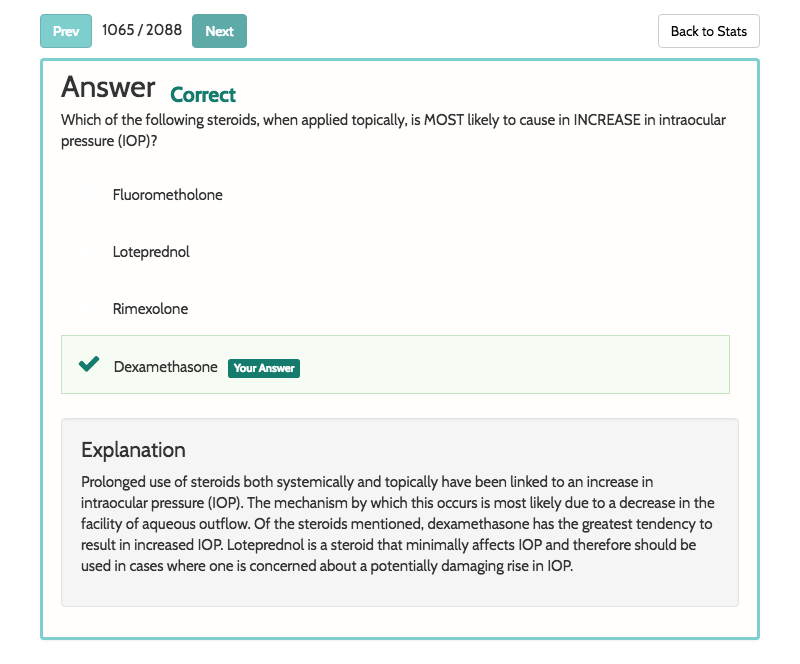 Prev 1065 / 2088 Next Back to Stats
Answer Correct
Which of the following steroids, when applied topically, is MOST likely to cause in INCREASE in intraocular
pressure (IOP)?
Fluorometholone
Loteprednol
Rimexolone
Dexamethasone Your Answer
Explanation
Prolonged use of steroids both systemically and topically have been linked to an increase in
intraocular pressure (IOP). The mechanism by which this occurs is most likely due to a decrease in the
facility of aqueous outflow. Of the steroids mentioned, dexamethasone has the greatest tendency to
result in increased IOP. Loteprednol is a steroid that minimally affects IOP and therefore should be
used in cases where one is concerned about a potentially damaging rise in IOP.